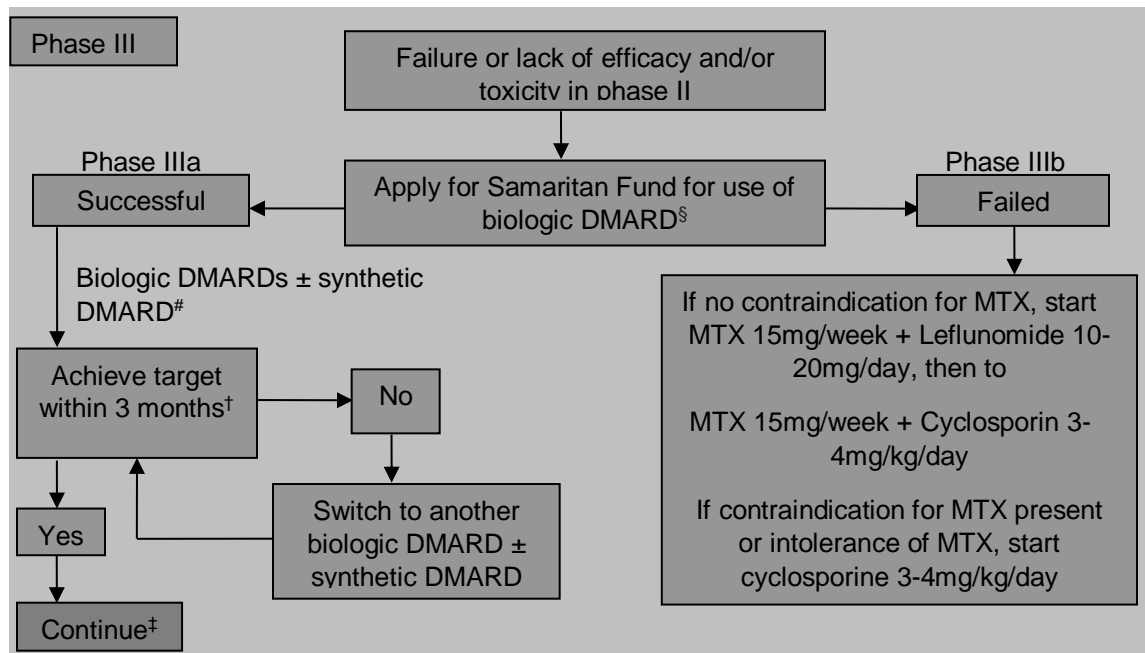 Phase III
Failure or lack of efficacy and/or
toxicity in phase II
Phase IIIa
Successful
Apply for Samaritan Fund for use of
biologic DMARD§
Phase IIIb
Failed
Biologic DMARDs ± synthetic
DMARD#
Achieve target
within 3 months†
No
Switch to another
biologic DMARD ±
synthetic DMARD
Yes
Continue‡
If no contraindication for MTX, start
MTX 15mg/week + Leflunomide 10-
20mg/day, then to
MTX 15mg/week + Cyclosporin 3-
4mg/kg/day
If contraindication for MTX present
or intolerance of MTX, start
cyclosporine 3-4mg/kg/day